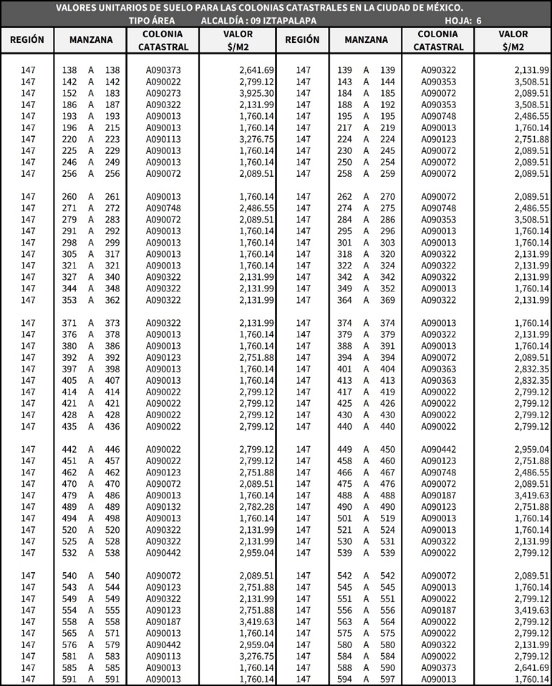 VALORES UNITARIOS DE SUELO PARA LAS COLONIAS CATASTRALES EN LA CIUDAD DE MÉXICO.
TIPO ÁREA ALCALDÍA : 09 IZTAPALAPA HOJA: 6
REGIÓN MANZANA COLONIA CATASTRAL VALOR $/M2 REGIÓN MANZANA COLONIA CATASTRAL VALOR $/M2
147 138 A 138 A090373 2,641.69 147 139 A 139 A090322 2,131.99
147 142 A 142 A090022 2,799.12 147 143 A 144 A090353 3,508.51
147 152 A 183 A090273 3,925.30 147 184 A 185 A090072 2,089.51
147 186 A 187 A090322 2,131.99 147 188 A 192 A090353 3,508.51
147 193 A 193 A090013 1,760.14 147 195 A 195 A090748 2,486.55
147 196 A 215 A090013 1,760.14 147 217 A 219 A090013 1,760.14
147 220 A 223 A090113 3,276.75 147 224 A 224 A090123 2,751.88
147 225 A 229 A090013 1,760.14 147 230 A 245 A090072 2,089.51
147 246 A 249 A090013 1,760.14 147 250 A 254 A090072 2,089.51
147 256 A 256 A090072 2,089.51 147 258 A 259 A090072 2,089.51
147 260 A 261 A090013 1,760.14 147 262 A 270 A090072 2,089.51
147 271 A 272 A090748 2,486.55 147 274 A 275 A090748 2,486.55
147 279 A 283 A090072 2,089.51 147 284 A 286 A090353 3,508.51
147 291 A 292 A090013 1,760.14 147 295 A 296 A090013 1,760.14
147 298 A 299 A090013 1,760.14 147 301 A 303 A090013 1,760.14
147 305 A 317 A090013 1,760.14 147 318 A 320 A090322 2,131.99
147 321 A 321 A090013 1,760.14 147 322 A 324 A090322 2,131.99
147 327 A 340 A090322 2,131.99 147 342 A 342 A090322 2,131.99
147 344 A 348 A090322 2,131.99 147 349 A 352 A090013 1,760.14
147 353 A 362 A090322 2,131.99 147 364 A 369 A090322 2,131.99
147 371 A 373 A090322 2,131.99 147 374 A 374 A090013 1,760.14
147 376 A 378 A090013 1,760.14 147 379 A 379 A090322 2,131.99
147 380 A 386 A090013 1,760.14 147 388 A 391 A090013 1,760.14
147 392 A 392 A090123 2,751.88 147 394 A 394 A090072 2,089.51
147 397 A 398 A090013 1,760.14 147 401 A 404 A090363 2,832.35
147 405 A 407 A090013 1,760.14 147 413 A 413 A090363 2,832.35
147 414 A 414 A090022 2,799.12 147 417 A 419 A090022 2,799.12
147 421 A 421 A090022 2,799.12 147 425 A 426 A090022 2,799.12
147 428 A 428 A090022 2,799.12 147 430 A 430 A090022 2,799.12
147 435 A 436 A090022 2,799.12 147 440 A 440 A090022 2,799.12
147 442 A 446 A090022 2,799.12 147 449 A 450 A090442 2,959.04
147 451 A 457 A090022 2,799.12 147 458 A 460 A090123 2,751.88
147 462 A 462 A090123 2,751.88 147 466 A 467 A090748 2,486.55
147 470 A 470 A090072 2,089.51 147 475 A 476 A090072 2,089.51
147 479 A 486 A090013 1,760.14 147 488 A 488 A090187 3,419.63
147 489 A 489 A090132 2,782.28 147 490 A 490 A090123 2,751.88
147 494 A 498 A090013 1,760.14 147 501 A 519 A090013 1,760.14
147 520 A 520 A090322 2,131.99 147 521 A 524 A090013 1,760.14
147 525 A 528 A090322 2,131.99 147 530 A 531 A090322 2,131.99
147 532 A 538 A090442 2,959.04 147 539 A 539 A090022 2,799.12
147 540 A 540 A090072 2,089.51 147 542 A 542 A090072 2,089.51
147 543 A 544 A090123 2,751.88 147 545 A 545 A090013 1,760.14
147 549 A 549 A090322 2,131.99 147 551 A 551 A090022 2,799.12
147 554 A 555 A090123 2,751.88 147 556 A 556 A090187 3,419.63
147 558 A 558 A090187 3,419.63 147 563 A 564 A090022 2,799.12
147 565 A 571 A090013 1,760.14 147 575 A 575 A090022 2,799.12
147 576 A 579 A090442 2,959.04 147 580 A 580 A090322 2,131.99
147 581 A 583 A090113 3,276.75 147 584 A 584 A090022 2,799.12
147 585 A 585 A090013 1,760.14 147 588 A 590 A090373 2,641.69
147 591 A 591 A090013 1,760.14 147 594 A 597 A090013 1,760.14